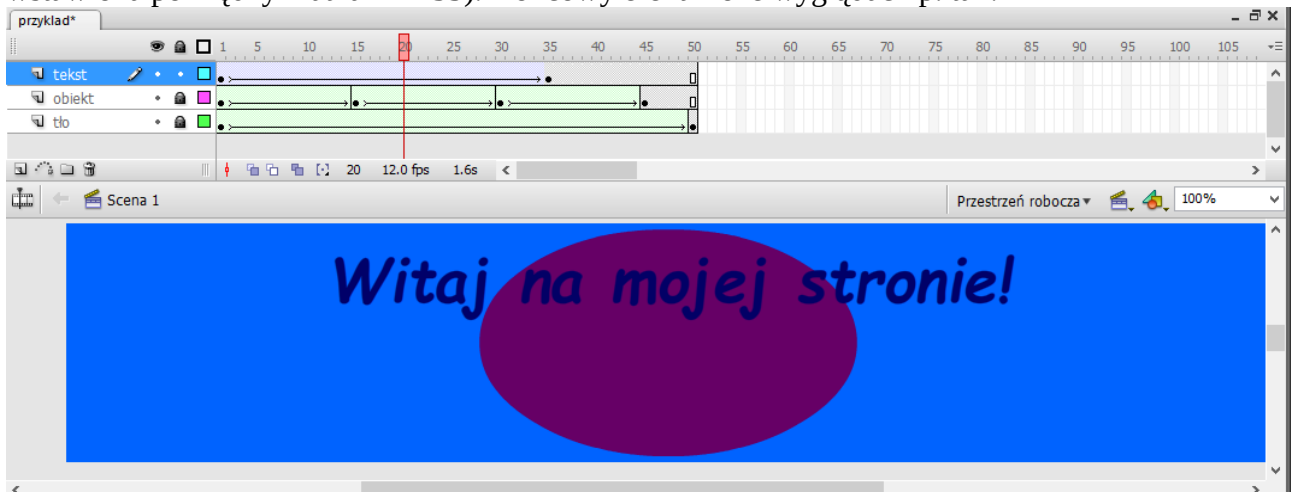 przyklad*
1 5 10 15 20 25 30 35 40 45 50 55 60 65 70 75 80 85 90 95 100 105
tekst
obiekt
tło
20 12.0 fps 1.6s
Scena 1 Przestrzeń robocza 100%
Witaj na mojej stronie!